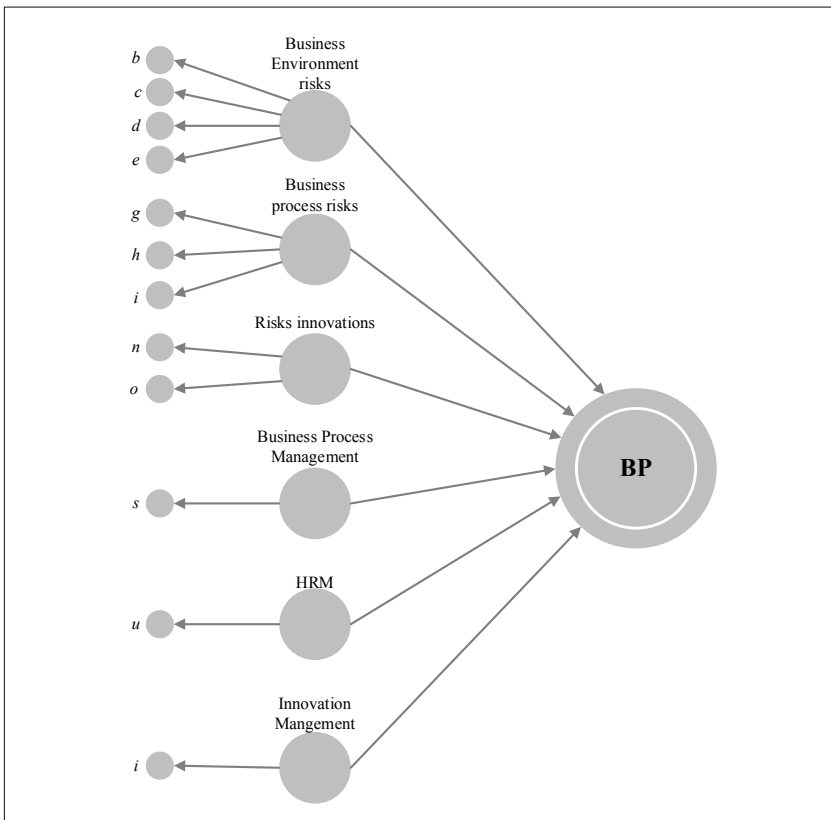 Business
Environment
risks
b
c
d
e
Business
process risks
g
h
i
Risks innovations
n
o
Business Process
Management
s
BP
HRM
u
Innovation
Mangement
i